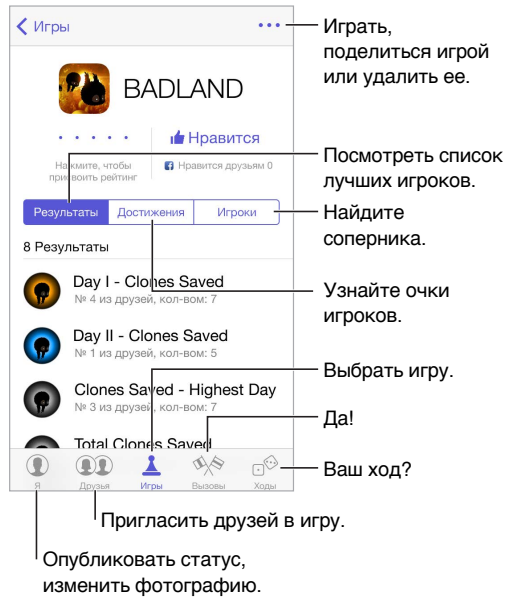 Игры
Играть,
поделиться игрой
или удалить ее.
BADLAND
Нравится
Нажмите, чтобы
присвоить рейтинг
Нравится друзьям 0
Посмотреть список
лучших игроков.
Результаты
Достижения
Игроки
Найдите
соперника.
8 Результаты
Day I - Clones Saved
№ 4 из друзей, кол-вом: 7
Узнайте очки
игроков.
Day II - Clones Saved
№ 1 из друзей, кол-вом: 5
Выбрать игру.
Clones Saved - Highest Day
№ 3 из друзей, кол-вом: 7
Да!
Total Clones Saved
Ваш ход?
Я
Друзья
Игры
Вызовы
Ходы
Пригласить друзей в игру.
Опубликовать статус,
изменить фотографию.